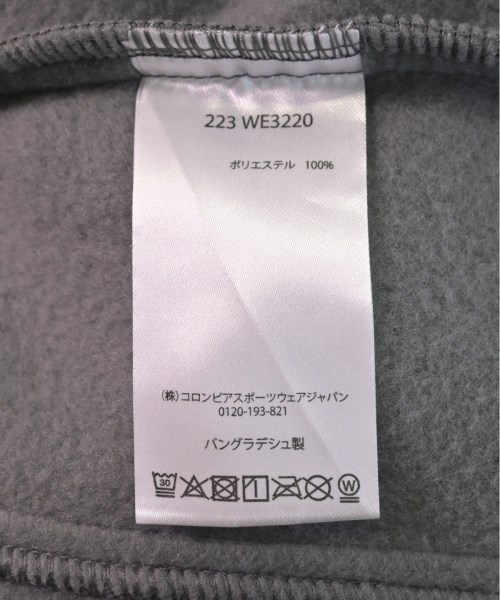 223 WE3220
ポリエステル 100%
(株)コロンビアスポーツウェアジャパン
0120-193-821
バングラデシュ製
30
W